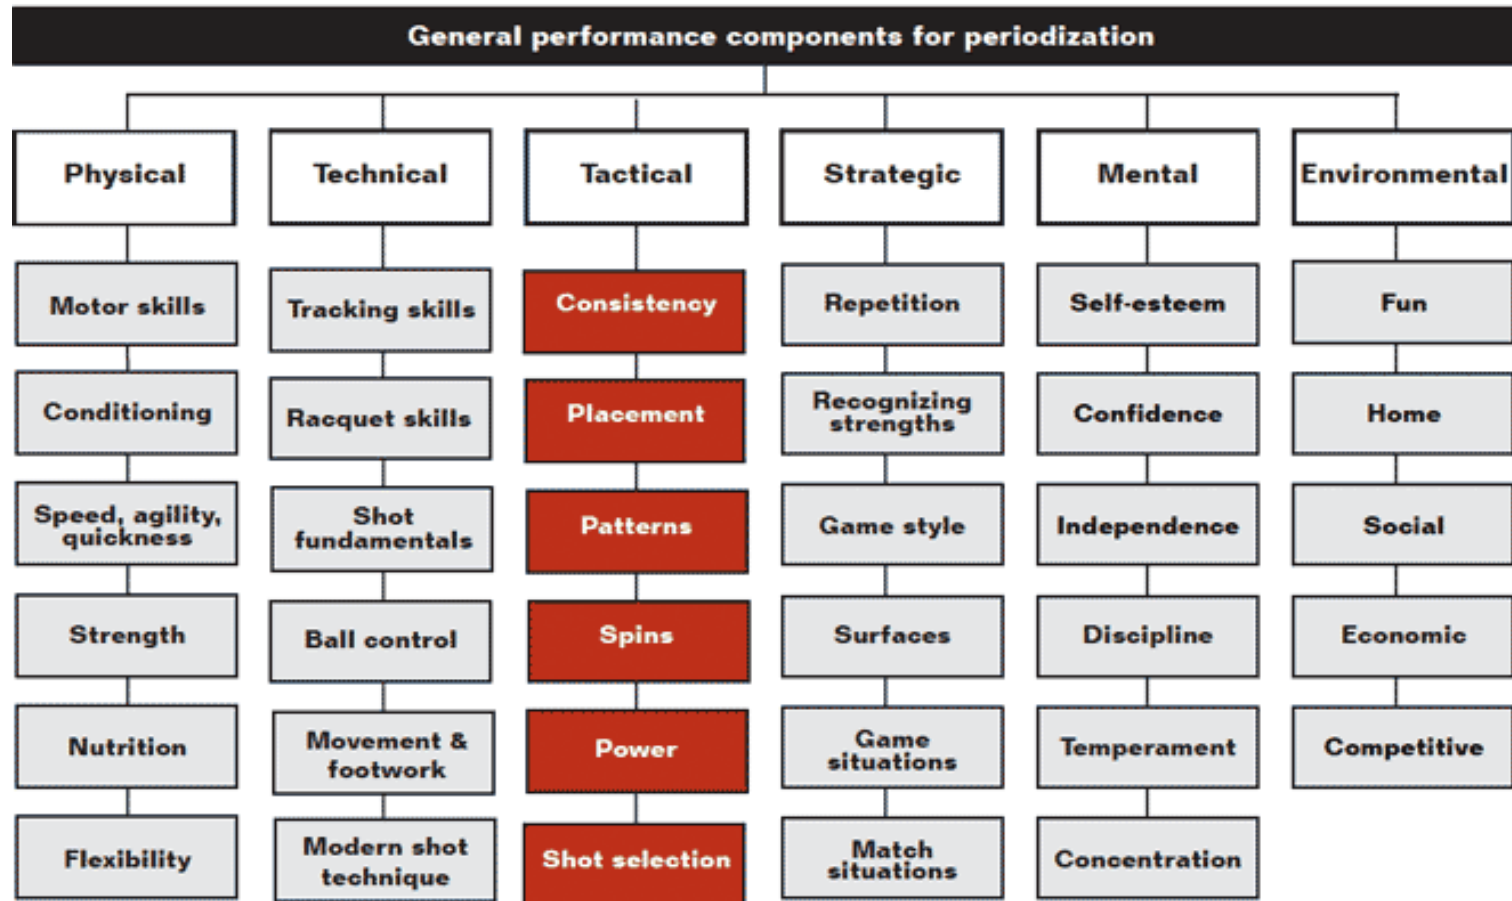 General performance components for periodization
Physical
Technical
Tactical
Strategic
Mental
Environmental
Motor skills
Tracking skills
Consistency
Repetition
Self-esteem
Fun
Conditioning
Racquet skills
Placement
Recognizing
strengths
Confidence
Home
Speed, agility,
quickness
Shot
fundamentals
Patterns
Game style
Independence
Social
Strength
Ball control
Spins
Surfaces
Discipline
Economic
Nutrition
Movement &
footwork
Power
Game
situations
Temperament
Competitive
Flexibility
Modern shot
technique
Shot selection
Match
situations
Concentration